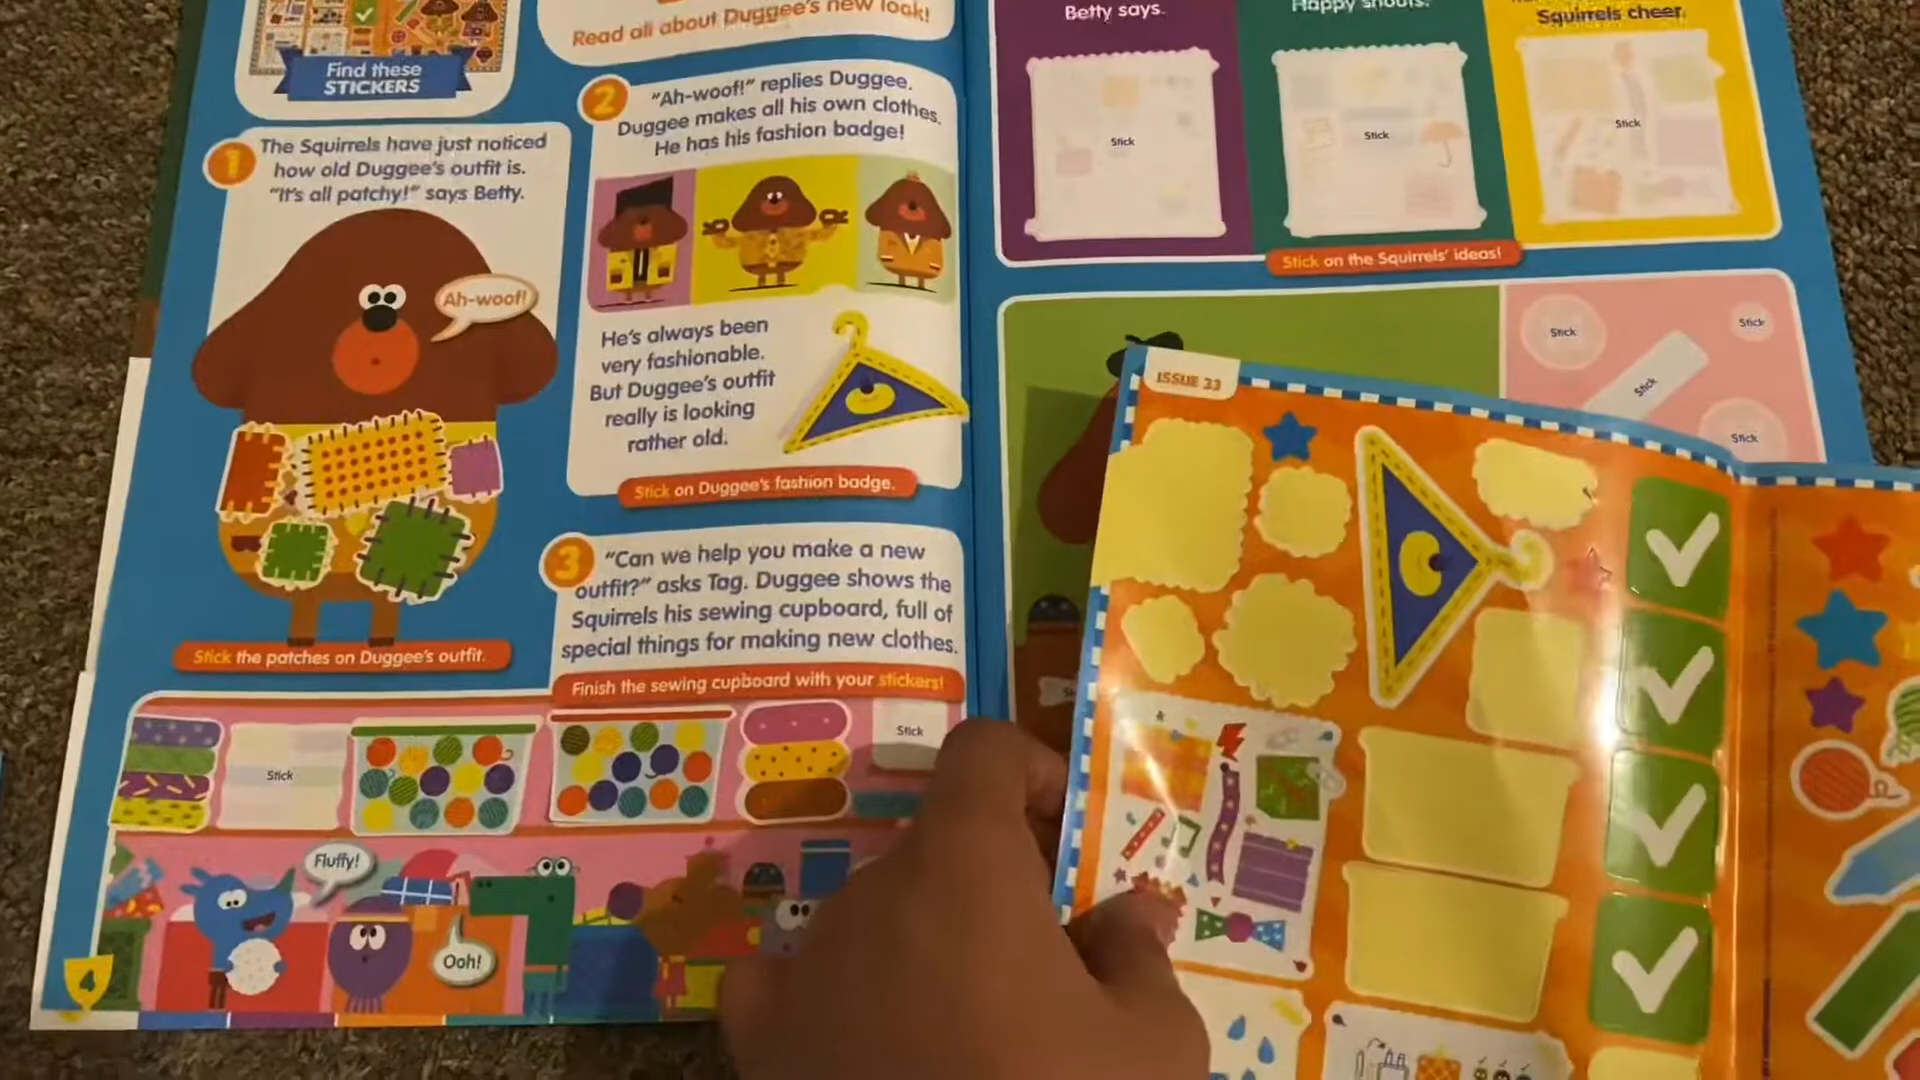 Find these
STICKERS
Read all about Duggee's new look!
1
The Squirrels have just noticed
how old Duggee's outfit is.
"It's all patchy!" says Betty.
Ah-woof!
Stick the patches on Duggee's outfit.
2
"Ah-woof!" replies Duggee.
Duggee makes all his own clothes.
He has his fashion badge!
He's always been
very fashionable.
But Duggee's outfit
really is looking
rather old.
Stick on Duggee's fashion badge.
3
"Can we help you make a new
outfit?" asks Tag. Duggee shows the
Squirrels his sewing cupboard, full of
special things for making new clothes.
Finish the sewing cupboard with your stickers!
Stick
Stick
Fluffy!
Ooh!
4
Betty says.
Happy shouts.
Squirrels cheer.
Stick
Stick
Stick
Stick on the Squirrels' ideas!
Stick
Stick
Stick
Stick
ISSUE 33